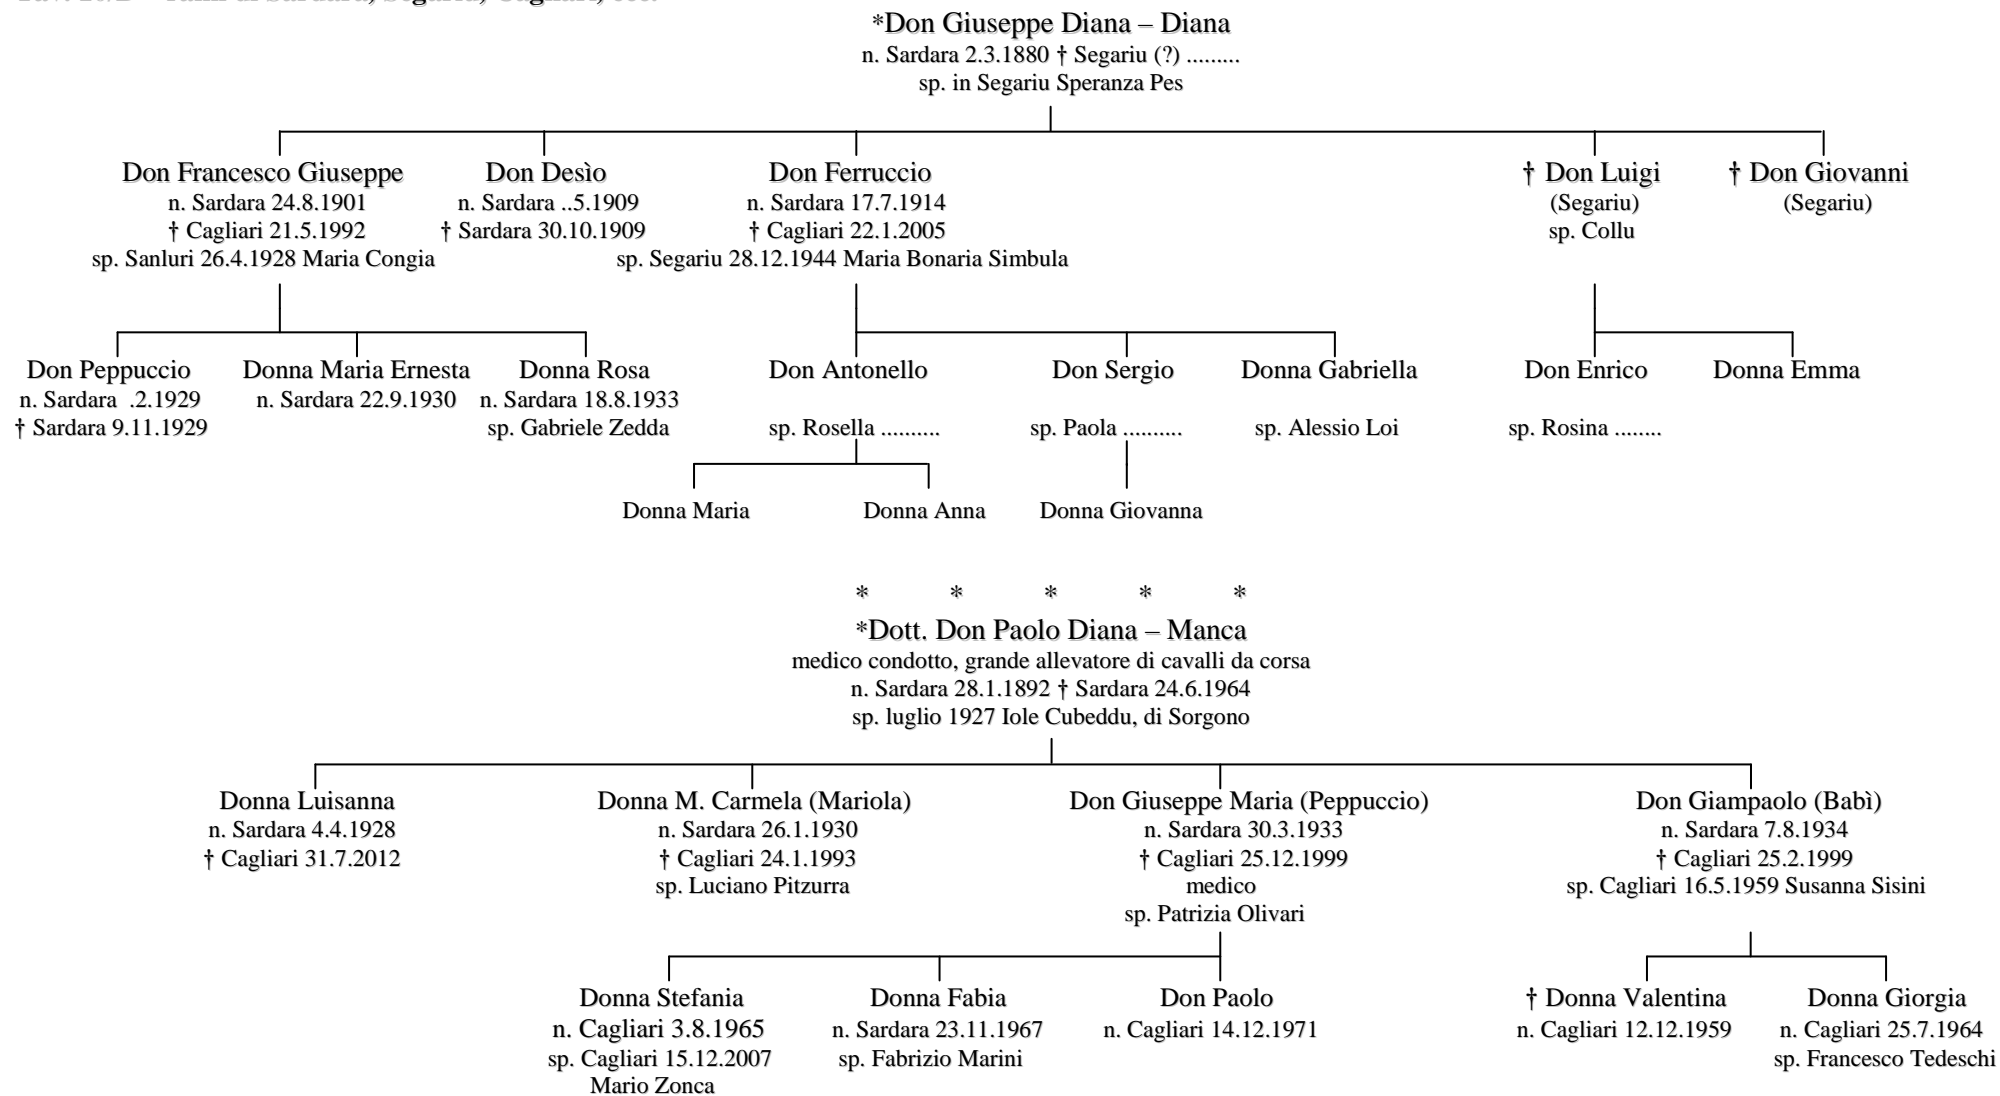 *Don Giuseppe Diana – Diana
n. Sardara 2.3.1880 † Segariu (?) .........
sp. in Segariu Speranza Pes
Don Francesco Giuseppe
n. Sardara 24.8.1901
† Cagliari 21.5.1992
sp. Sanluri 26.4.1928 Maria Congia
Don Desìo
n. Sardara ..5.1909
† Sardara 30.10.1909
Don Ferruccio
n. Sardara 17.7.1914
† Cagliari 22.1.2005
sp. Segariu 28.12.1944 Maria Bonaria Simbula
† Don Luigi
(Segariu)
sp. Collu
† Don Giovanni
(Segariu)
Don Peppuccio
n. Sardara .2.1929
† Sardara 9.11.1929
Donna Maria Ernesta
n. Sardara 22.9.1930
Donna Rosa
n. Sardara 18.8.1933
sp. Gabriele Zedda
Don Antonello
sp. Rosella ..........
Don Sergio
sp. Paola ..........
Donna Gabriella
sp. Alessio Loi
Don Enrico
sp. Rosina ........
Donna Emma
Donna Maria
Donna Anna
Donna Giovanna
* * * * *
*Dott. Don Paolo Diana – Manca
medico condotto, grande allevatore di cavalli da corsa
n. Sardara 28.1.1892 † Sardara 24.6.1964
sp. luglio 1927 Iole Cubeddu, di Sorgono
Donna Luisanna
n. Sardara 4.4.1928
† Cagliari 31.7.2012
Donna M. Carmela (Mariola)
n. Sardara 26.1.1930
† Cagliari 24.1.1993
sp. Luciano Pitzurra
Don Giuseppe Maria (Peppuccio)
n. Sardara 30.3.1933
† Cagliari 25.12.1999
medico
sp. Patrizia Olivari
Don Giampaolo (Babì)
n. Sardara 7.8.1934
† Cagliari 25.2.1999
sp. Cagliari 16.5.1959 Susanna Sisini
Donna Stefania
n. Cagliari 3.8.1965
sp. Cagliari 15.12.2007
Mario Zonca
Donna Fabia
n. Sardara 23.11.1967
sp. Fabrizio Marini
Don Paolo
n. Cagliari 14.12.1971
† Donna Valentina
n. Cagliari 12.12.1959
Donna Giorgia
n. Cagliari 25.7.1964
sp. Francesco Tedeschi